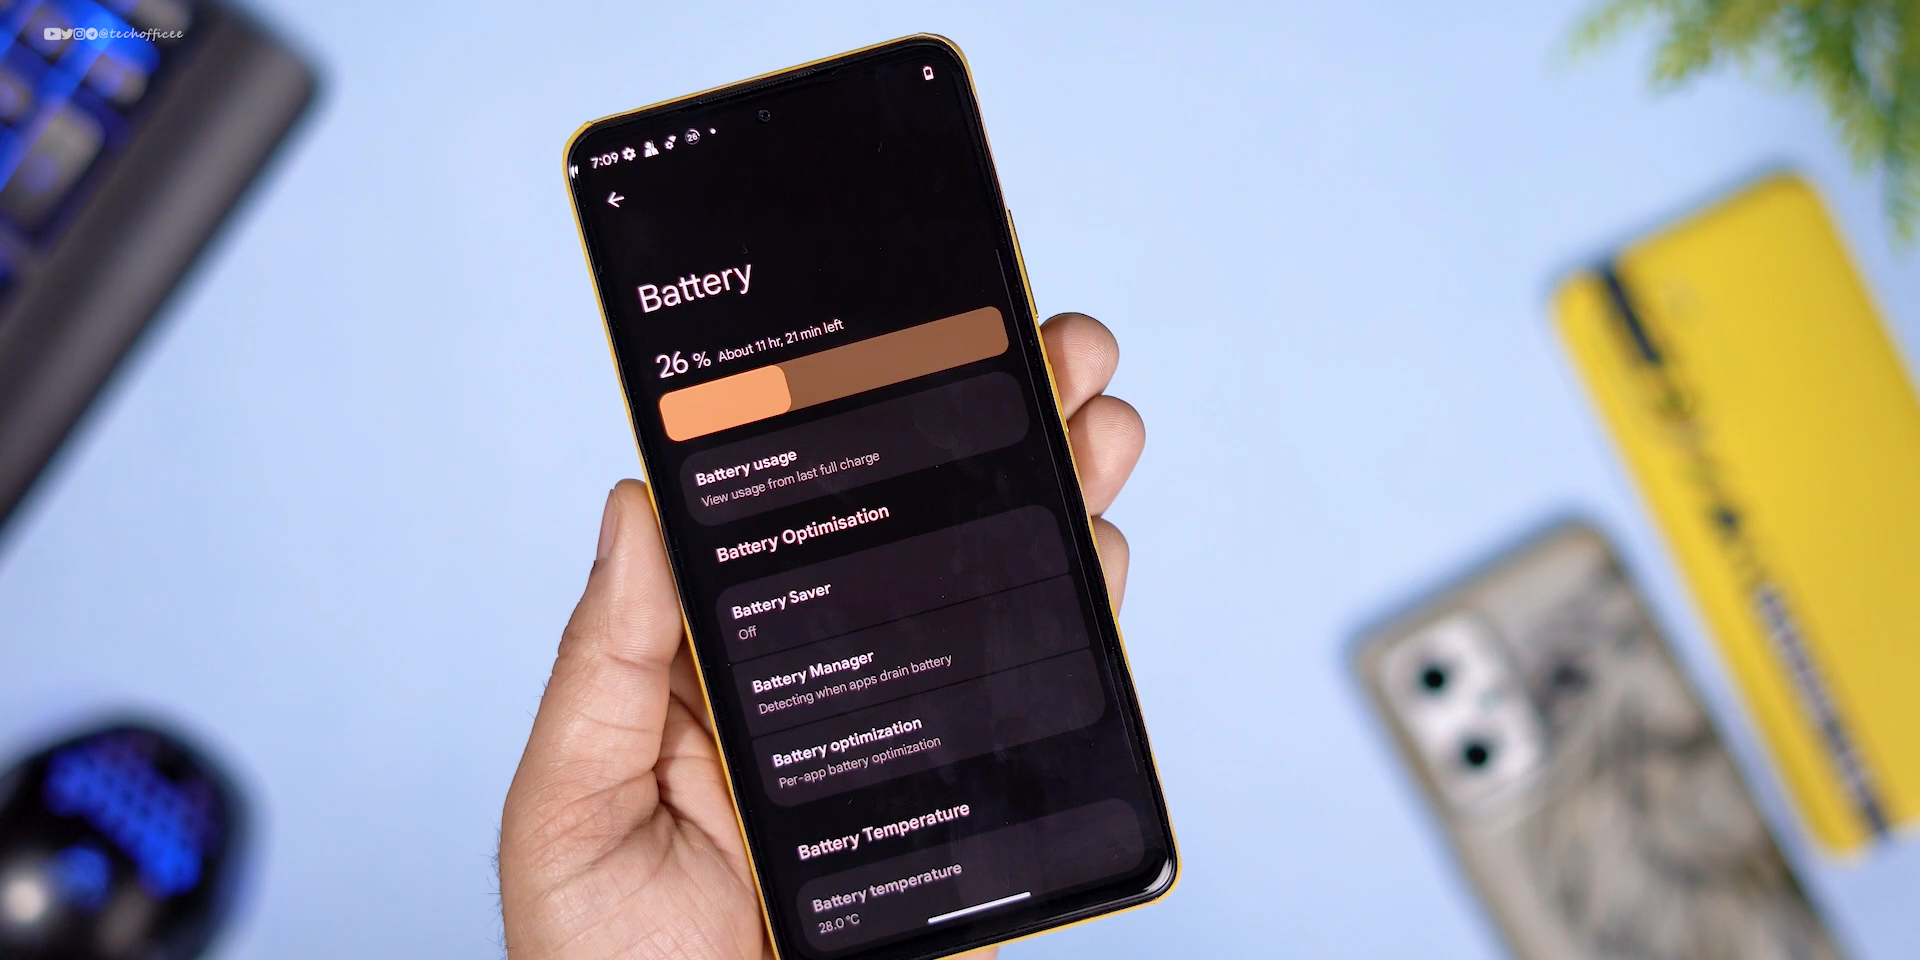 @techofficee
7:09
26
Battery
26 % About 11 hr, 21 min left
Battery usage
View usage from last full charge
Battery Optimisation
Battery Saver
Off
Battery Manager
Detecting when apps drain battery
Battery optimization
Per-app battery optimization
Battery Temperature
Battery temperature
28.0 °C